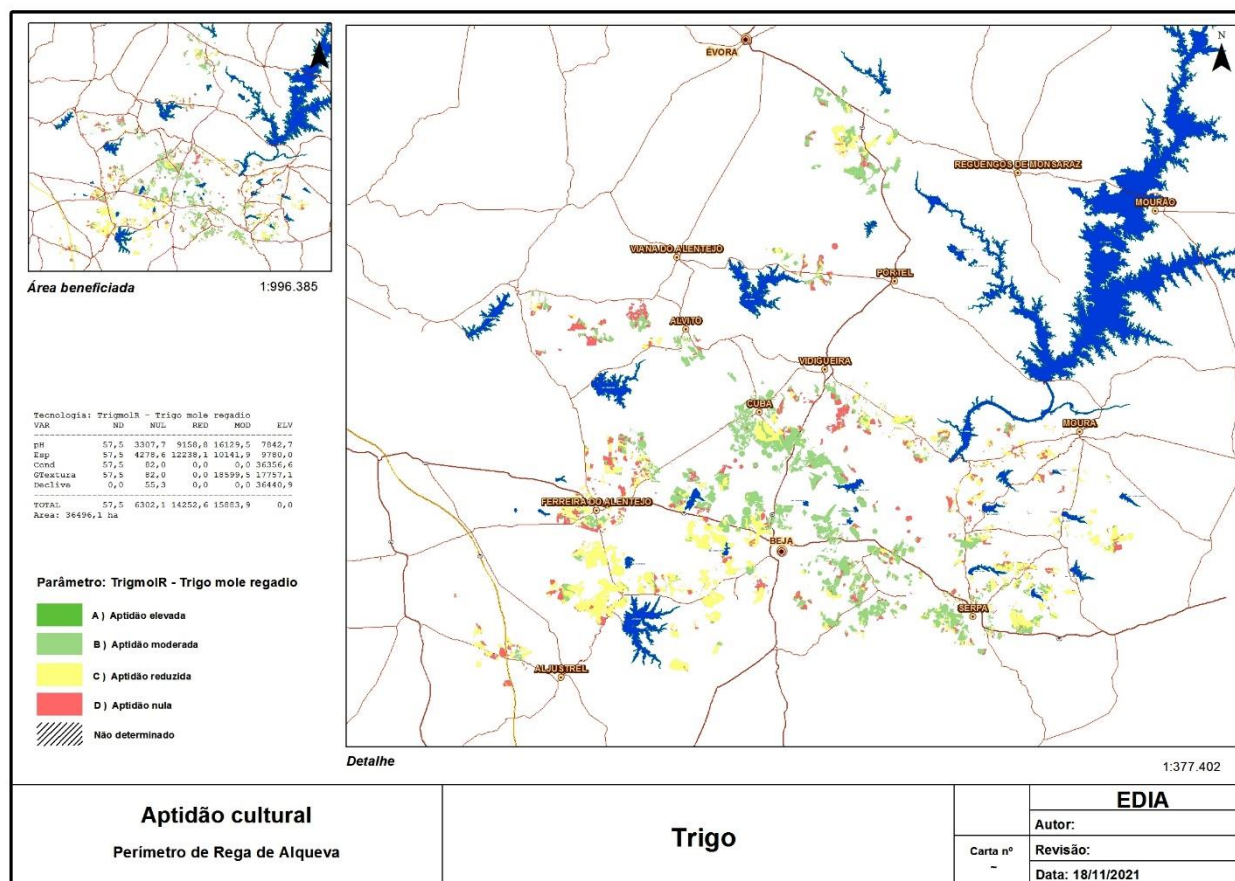 N
Área beneficiada 1:996.385
Tecnologia: TrigmolR - Trigo mole regadio
VAR ND NUL RED MOD ELV
pH 57,5 3307,7 9158,8 16129,5 7842,7
Esp 57,5 4278,6 12238,1 10141,9 9780,0
Cond 57,5 82,0 0,0 0,0 36356,6
GTextura 57,5 82,0 0,0 18599,5 17757,1
Declive 0,0 55,3 0,0 0,0 36440,9
TOTAL 57,5 6302,1 14252,6 15883,9 0,0
Area: 36496,1 ha
Parâmetro: TrigmolR - Trigo mole regadio
A ) Aptidão elevada
B ) Aptidão moderada
C ) Aptidão reduzida
D ) Aptidão nula
Não determinado
N
ÉVORA
REGUENGOS DE MONSARAZ
MOURÃO
VIANA DO ALENTEJO
PORTEL
ALVITO
VIDIGUEIRA
CUBA
MOURA
FERREIRA DO ALENTEJO
BEJA
SERPA
ALJUSTREL
Detalhe
1:377.402
Aptidão cultural
Perímetro de Rega de Alqueva
Trigo
Carta nº
~
EDIA
Autor:
Revisão:
Data: 18/11/2021